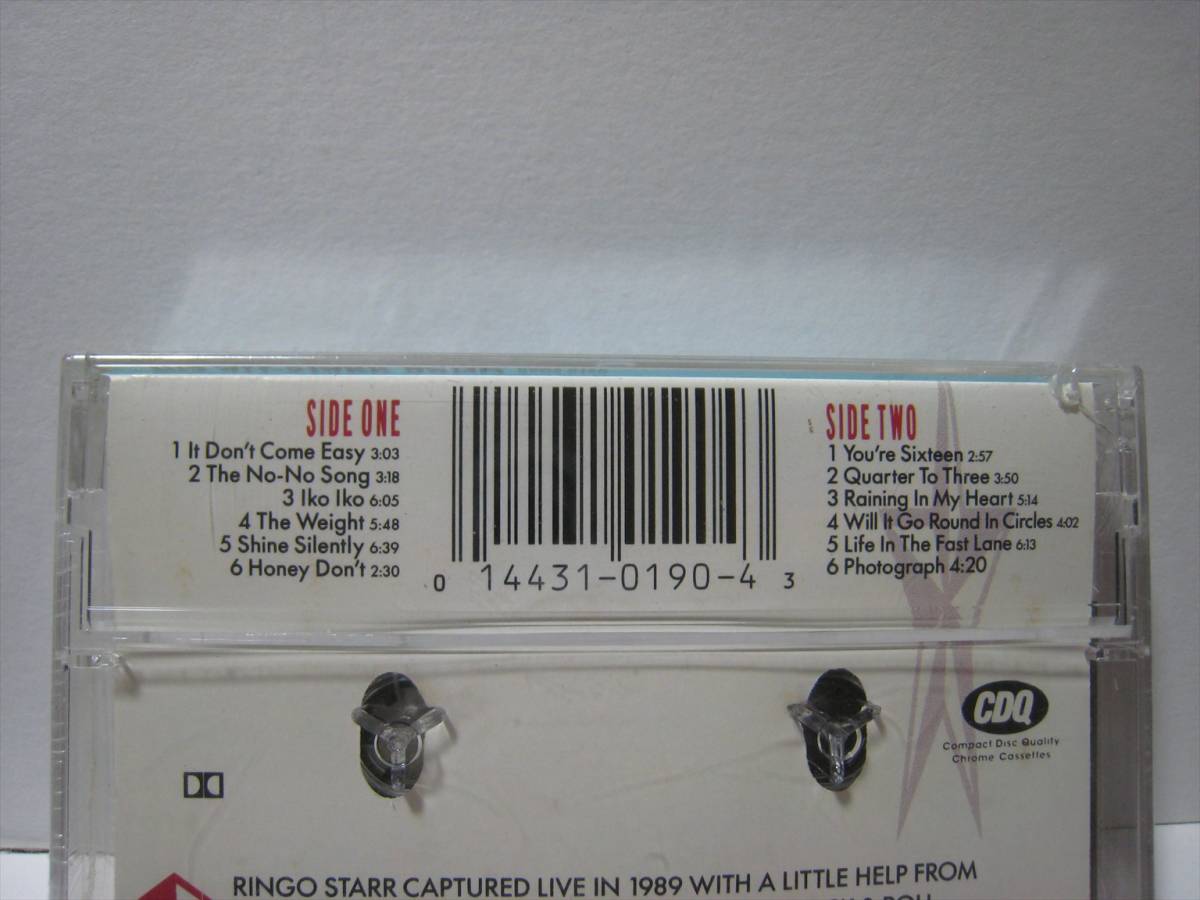 SIDE ONE
1 It Don't Come Easy 3:03
2 The No-No Song 3:18
3 Iko Iko 6:05
4 The Weight 5:48
5 Shine Silently 6:39
6 Honey Don't 2:30
0 14431-0190-4 3
SIDE TWO
1 You're Sixteen 2:57
2 Quarter To Three 3:50
3 Raining In My Heart 5:14
4 Will It Go Round In Circles 4:02
5 Life In The Fast Lane 6:13
6 Photograph 4:20
CDQ
Compact Disc Quality
Chrome Cassettes
RINGO STARR CAPTURED LIVE IN 1989 WITH A LITTLE HELP FROM